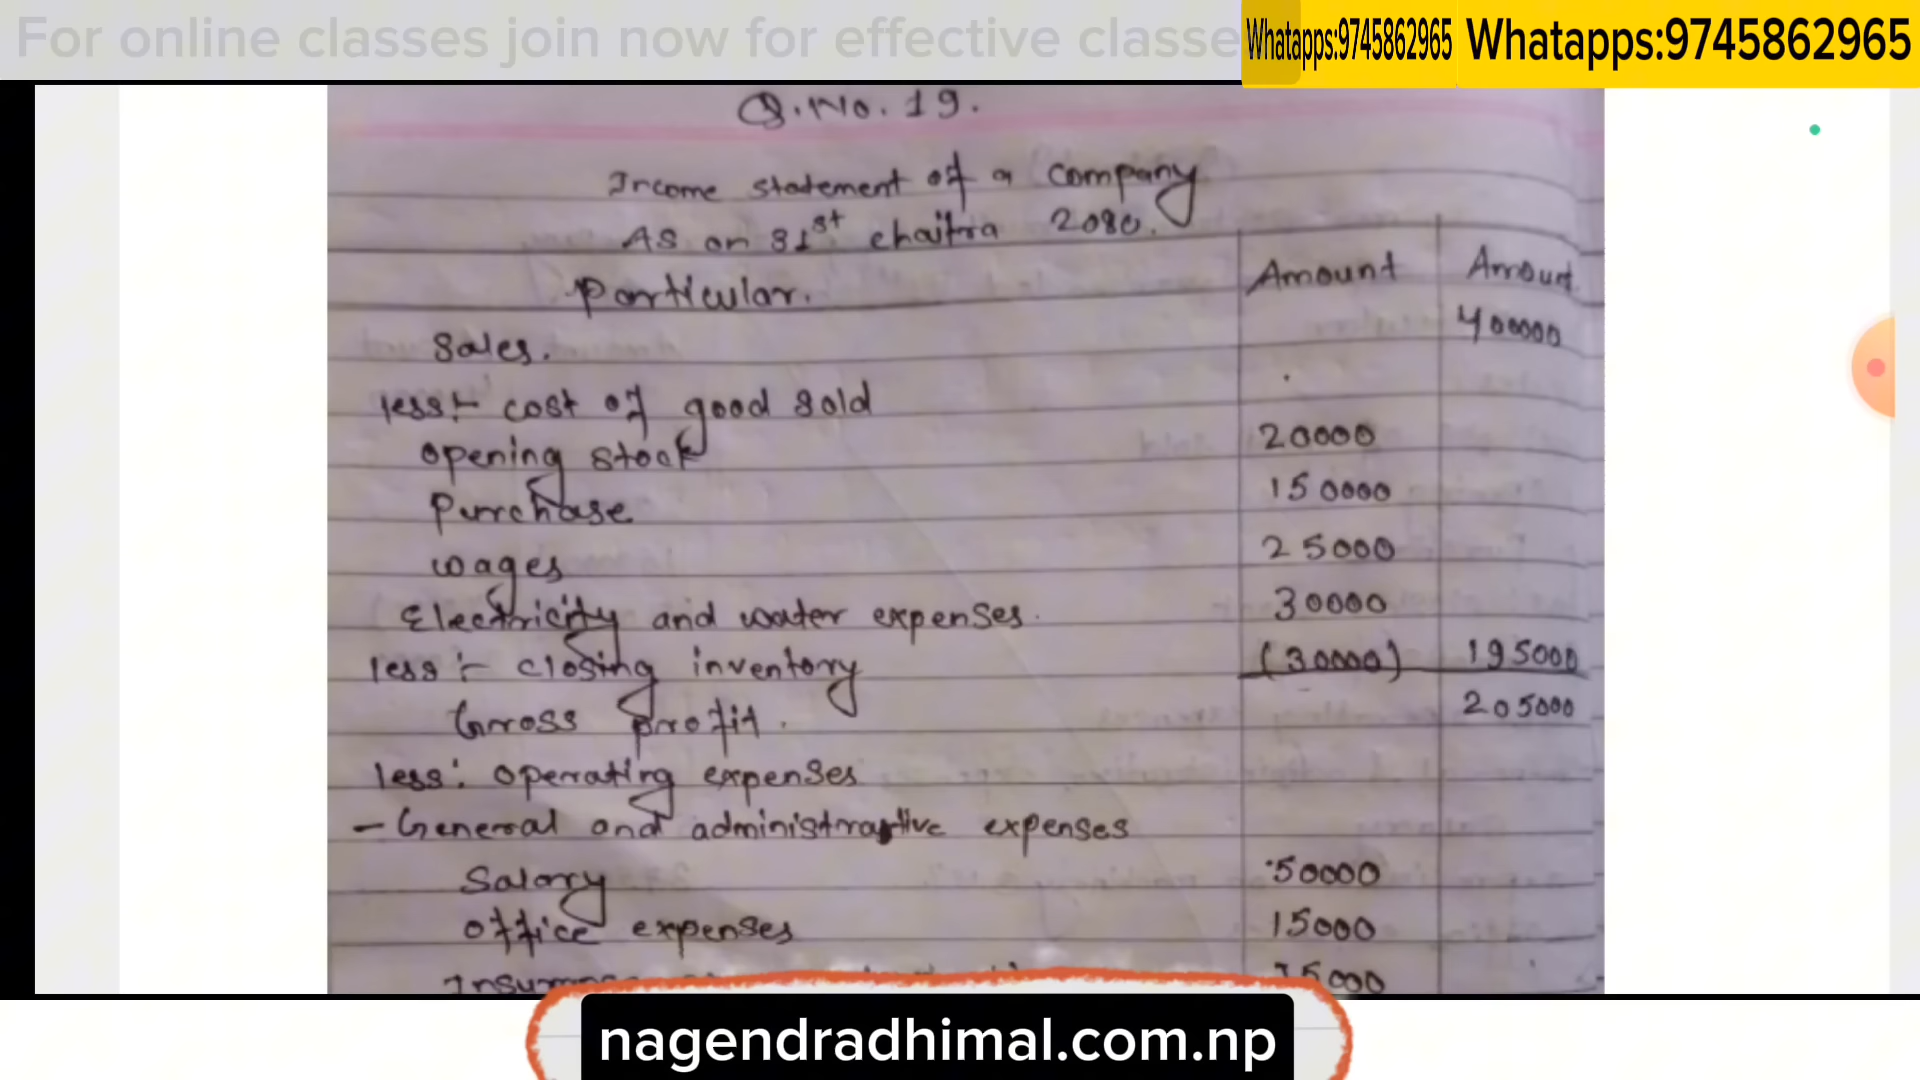 For online classes join now for effective classe
Whatapps:9745862965 Whatapps:9745862965
Q.No. 19.
Income statement of a company
As on 31st chaitra 2080.
Particular. Amount Amount
Sales. 400000
less:- cost of good sold
opening stock 20000
Purchase 150000
wages 25000
Electricity and water expenses. 30000
less:- closing inventory (30000) 195000
Gross profit. 205000
less: operating expenses
- General and administrative expenses
Salary 50000
office expenses 15000
5000
nagendradhimal.com.np